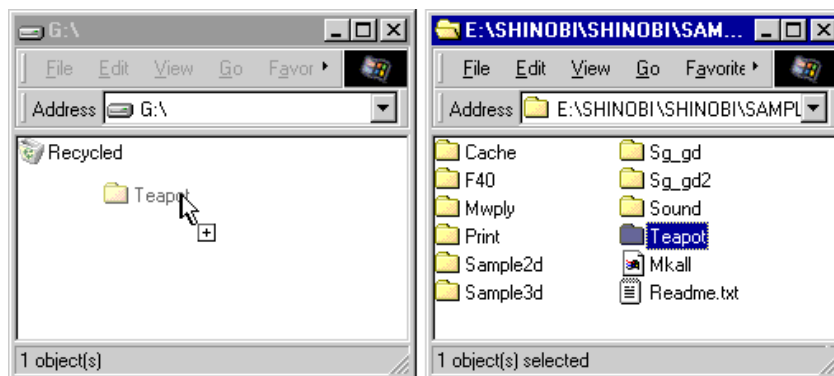 G:\
File Edit View Go Favor
Address G:\
Recycled
Teapot
1 object(s)
E:\SHINOBI\SHINOBI\SAM...
File Edit View Go Favorite
Address E:\SHINOBI\SHINOBI\SAMPL
Cache Sg_gd
F40 Sg_gd2
Mwply Sound
Print Teapot
Sample2d Mkall
Sample3d Readme.txt
1 object(s) selected